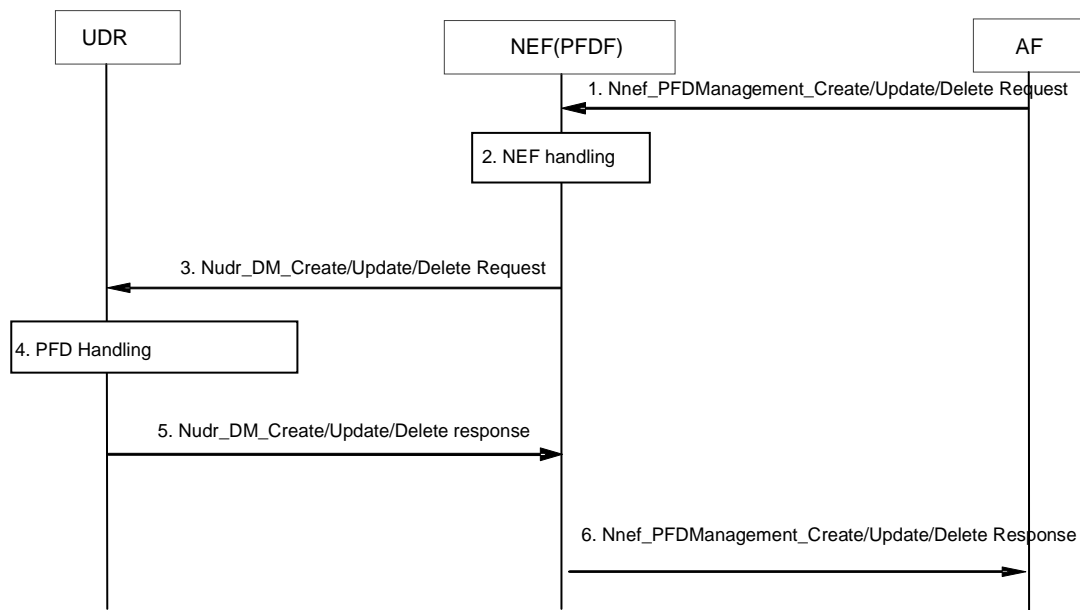 UDR
NEF(PFDF)
AF
1. Nnef_PFDManagement_Create/Update/Delete Request
2. NEF handling
3. Nudr_DM_Create/Update/Delete Request
4. PFD Handling
5. Nudr_DM_Create/Update/Delete response
6. Nnef_PFDManagement_Create/Update/Delete Response